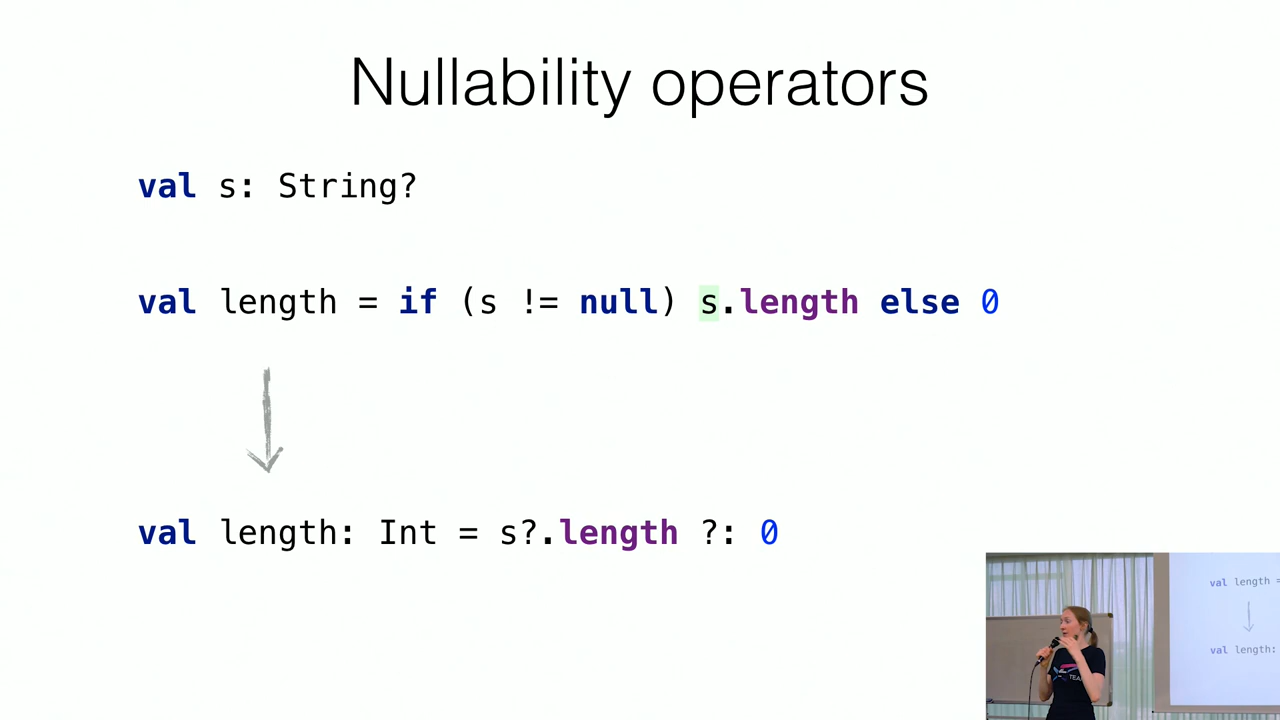 Nullability operators
val s: String?
val length = if (s != null) s.length else 0
val length: Int = s?.length ?: 0
val length =
val length:
TEA